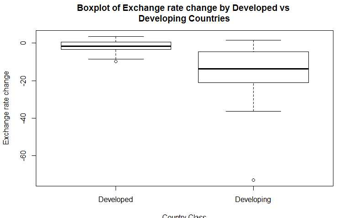 Boxplot of Exchange rate change by Developed vs
Developing Countries
Exchange rate change
0
-20
-40
-60
Developed
Developing
Country Class